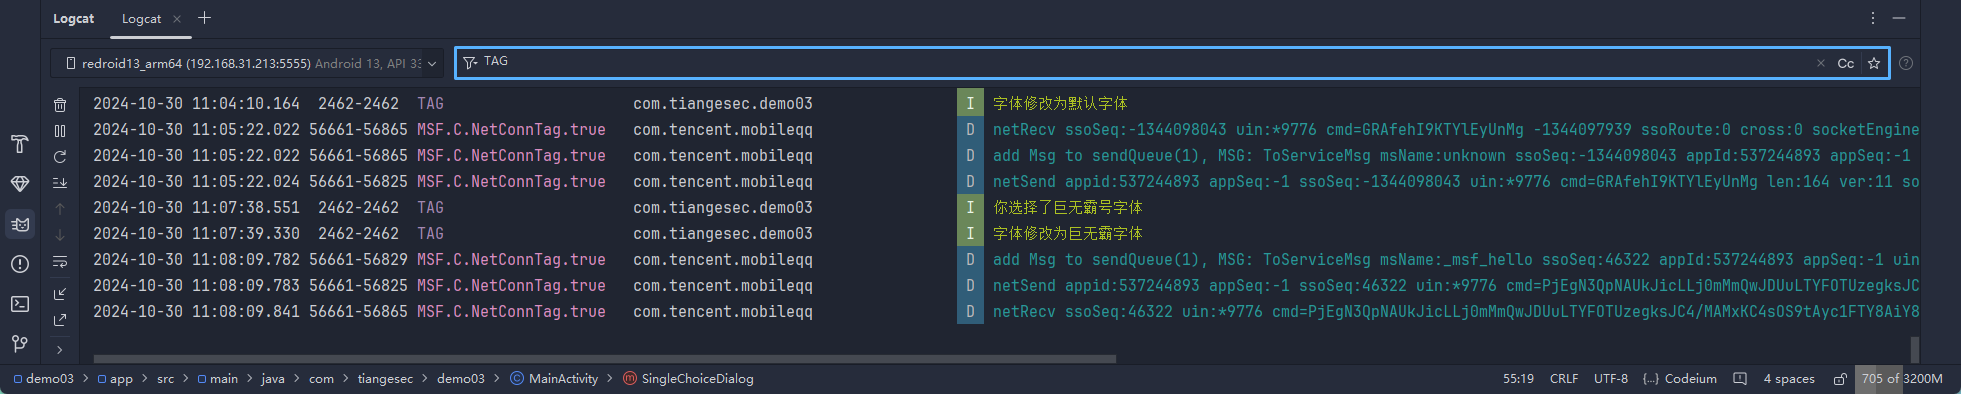 Logcat Logcat
redroid13_arm64 (192.168.31.213:5555) Android 13, API 33 TAG Cc
2024-10-30 11:04:10.164 2462-2462 TAG com.tiangesec.demo03 I 字体修改为默认字体
2024-10-30 11:05:22.022 56661-56865 MSF.C.NetConnTag.true com.tencent.mobileqq D netRecv ssoSeq:-1344098043 uin:*9776 cmd=GRAfehI9KTYlEyUnMg -1344097939 ssoRoute:0 cross:0 socketEngine
2024-10-30 11:05:22.022 56661-56825 MSF.C.NetConnTag.true com.tencent.mobileqq D add Msg to sendQueue(1), MSG: ToServiceMsg msName:unknown ssoSeq:-1344098043 appId:537244893 appSeq:-1
2024-10-30 11:05:22.024 56661-56825 MSF.C.NetConnTag.true com.tencent.mobileqq D netSend appid:537244893 appSeq:-1 ssoSeq:-1344098043 uin:*9776 cmd=GRAfehI9KTYlEyUnMg len:164 ver:11 so
2024-10-30 11:07:38.551 2462-2462 TAG com.tiangesec.demo03 I 你选择了巨无霸号字体
2024-10-30 11:07:39.330 2462-2462 TAG com.tiangesec.demo03 I 字体修改为巨无霸字体
2024-10-30 11:08:09.782 56661-56829 MSF.C.NetConnTag.true com.tencent.mobileqq D add Msg to sendQueue(1), MSG: ToServiceMsg msName:_msf_hello ssoSeq:46322 appId:537244893 appSeq:-1 uin
2024-10-30 11:08:09.783 56661-56825 MSF.C.NetConnTag.true com.tencent.mobileqq D netSend appid:537244893 appSeq:-1 ssoSeq:46322 uin:*9776 cmd=PjEgN3QpNAUkJicLLj0mMmQwJDUuLTYFOTUzegksJC
2024-10-30 11:08:09.841 56661-56865 MSF.C.NetConnTag.true com.tencent.mobileqq D netRecv ssoSeq:46322 uin:*9776 cmd=PjEgN3QpNAUkJicLLj0mMmQwJDUuLTYFOTUzegksJC4/MAMxKC4sOS9tAyc1FTY8AiY8
demo03 > app > src > main > java > com > tiangesec > demo03 > MainActivity > SingleChoiceDialog 55:19 CRLF UTF-8 {...} Codeium 4 spaces 705 of 3200M